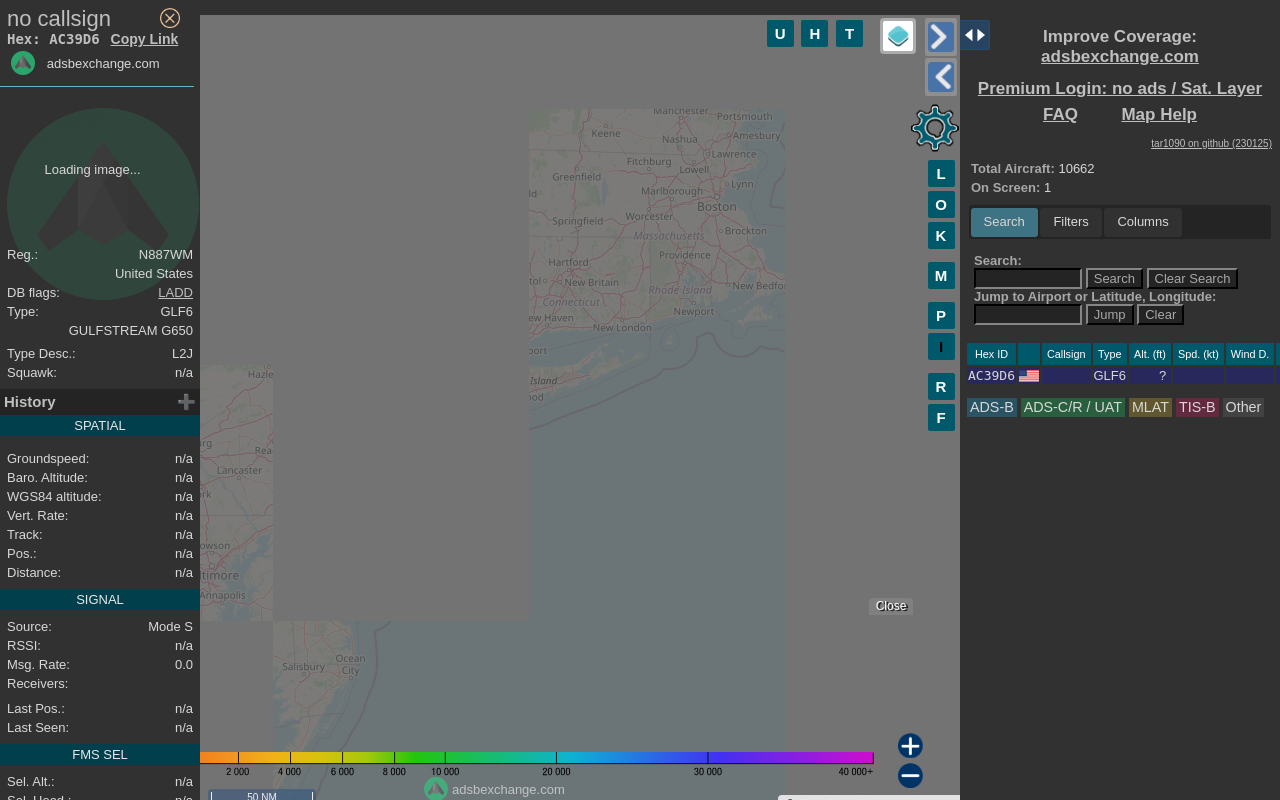 no callsign
Hex: AC39D6 Copy Link
adsbexchange.com
Loading image...
Reg.: N887WM
United States
DB flags: LADD
Type: GLF6
GULFSTREAM G650
Type Desc.: L2J
Squawk: n/a
History
SPATIAL
Groundspeed: n/a
Baro. Altitude: n/a
WGS84 altitude: n/a
Vert. Rate: n/a
Track: n/a
Pos.: n/a
Distance: n/a
SIGNAL
Source: Mode S
RSSI: n/a
Msg. Rate: 0.0
Receivers:
Last Pos.: n/a
Last Seen: n/a
FMS SEL
Sel. Alt.: n/a
Sel. Head.: n/a
U H T
L
O
K
M
P
I
R
F
Manchester
Portsmouth
Keene
Nashua
Amesbury
Fitchburg
Lawrence
Greenfield
Lowell
Lynn
Marlborough
Boston
Worcester
Springfield
Brockton
Massachusetts
Providence
Hartford
New Britain
New Bedfor
Rhode Island
Connecticut
Newport
ew Haven
New London
port
Island
ood
Hazle
Rea
Lancaster
rk
owson
ltimore
Annapolis
Salisbury
Ocean
City
Close
2 000 4 000 6 000 8 000 10 000 20 000 30 000 40 000+
adsbexchange.com
50 NM
Improve Coverage:
adsbexchange.com
Premium Login: no ads / Sat. Layer
FAQ Map Help
tar1090 on github (230125)
Total Aircraft: 10662
On Screen: 1
Search Filters Columns
Search:
Search Clear Search
Jump to Airport or Latitude, Longitude:
Jump Clear
Hex ID Callsign Type Alt. (ft) Spd. (kt) Wind D.
AC39D6 GLF6 ?
ADS-B ADS-C/R / UAT MLAT TIS-B Other